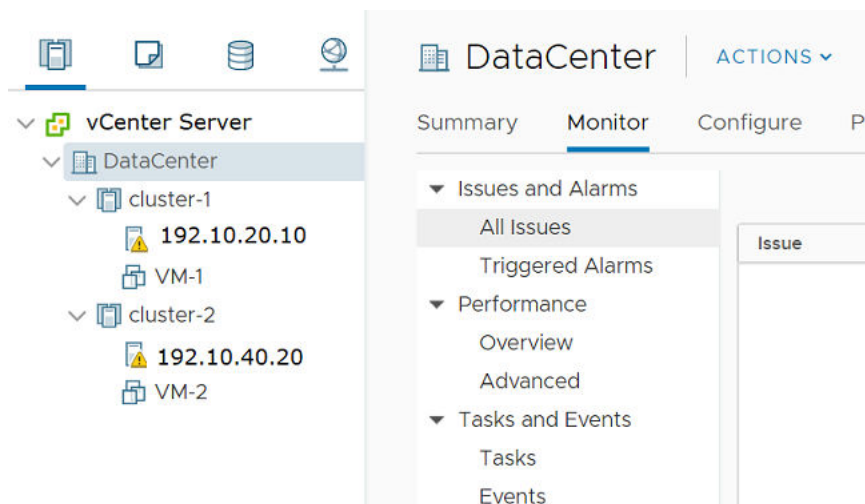 DataCenter
ACTIONS
Summary Monitor Configure P
vCenter Server
DataCenter
cluster-1
192.10.20.10
VM-1
cluster-2
192.10.40.20
VM-2
Issues and Alarms
All Issues
Triggered Alarms
Performance
Overview
Advanced
Tasks and Events
Tasks
Events
Issue